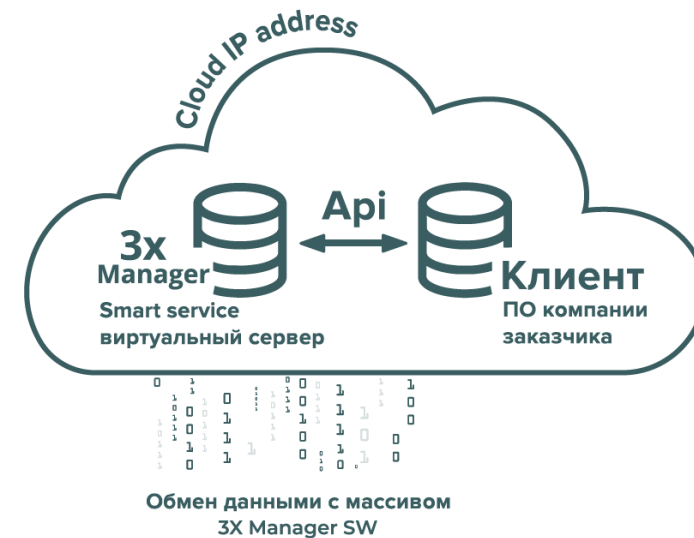 Cloud IP address
Api
3x
Manager
Smart service
виртуальный сервер
Клиент
ПО компании
заказчика
Обмен данными с массивом
3X Manager SW